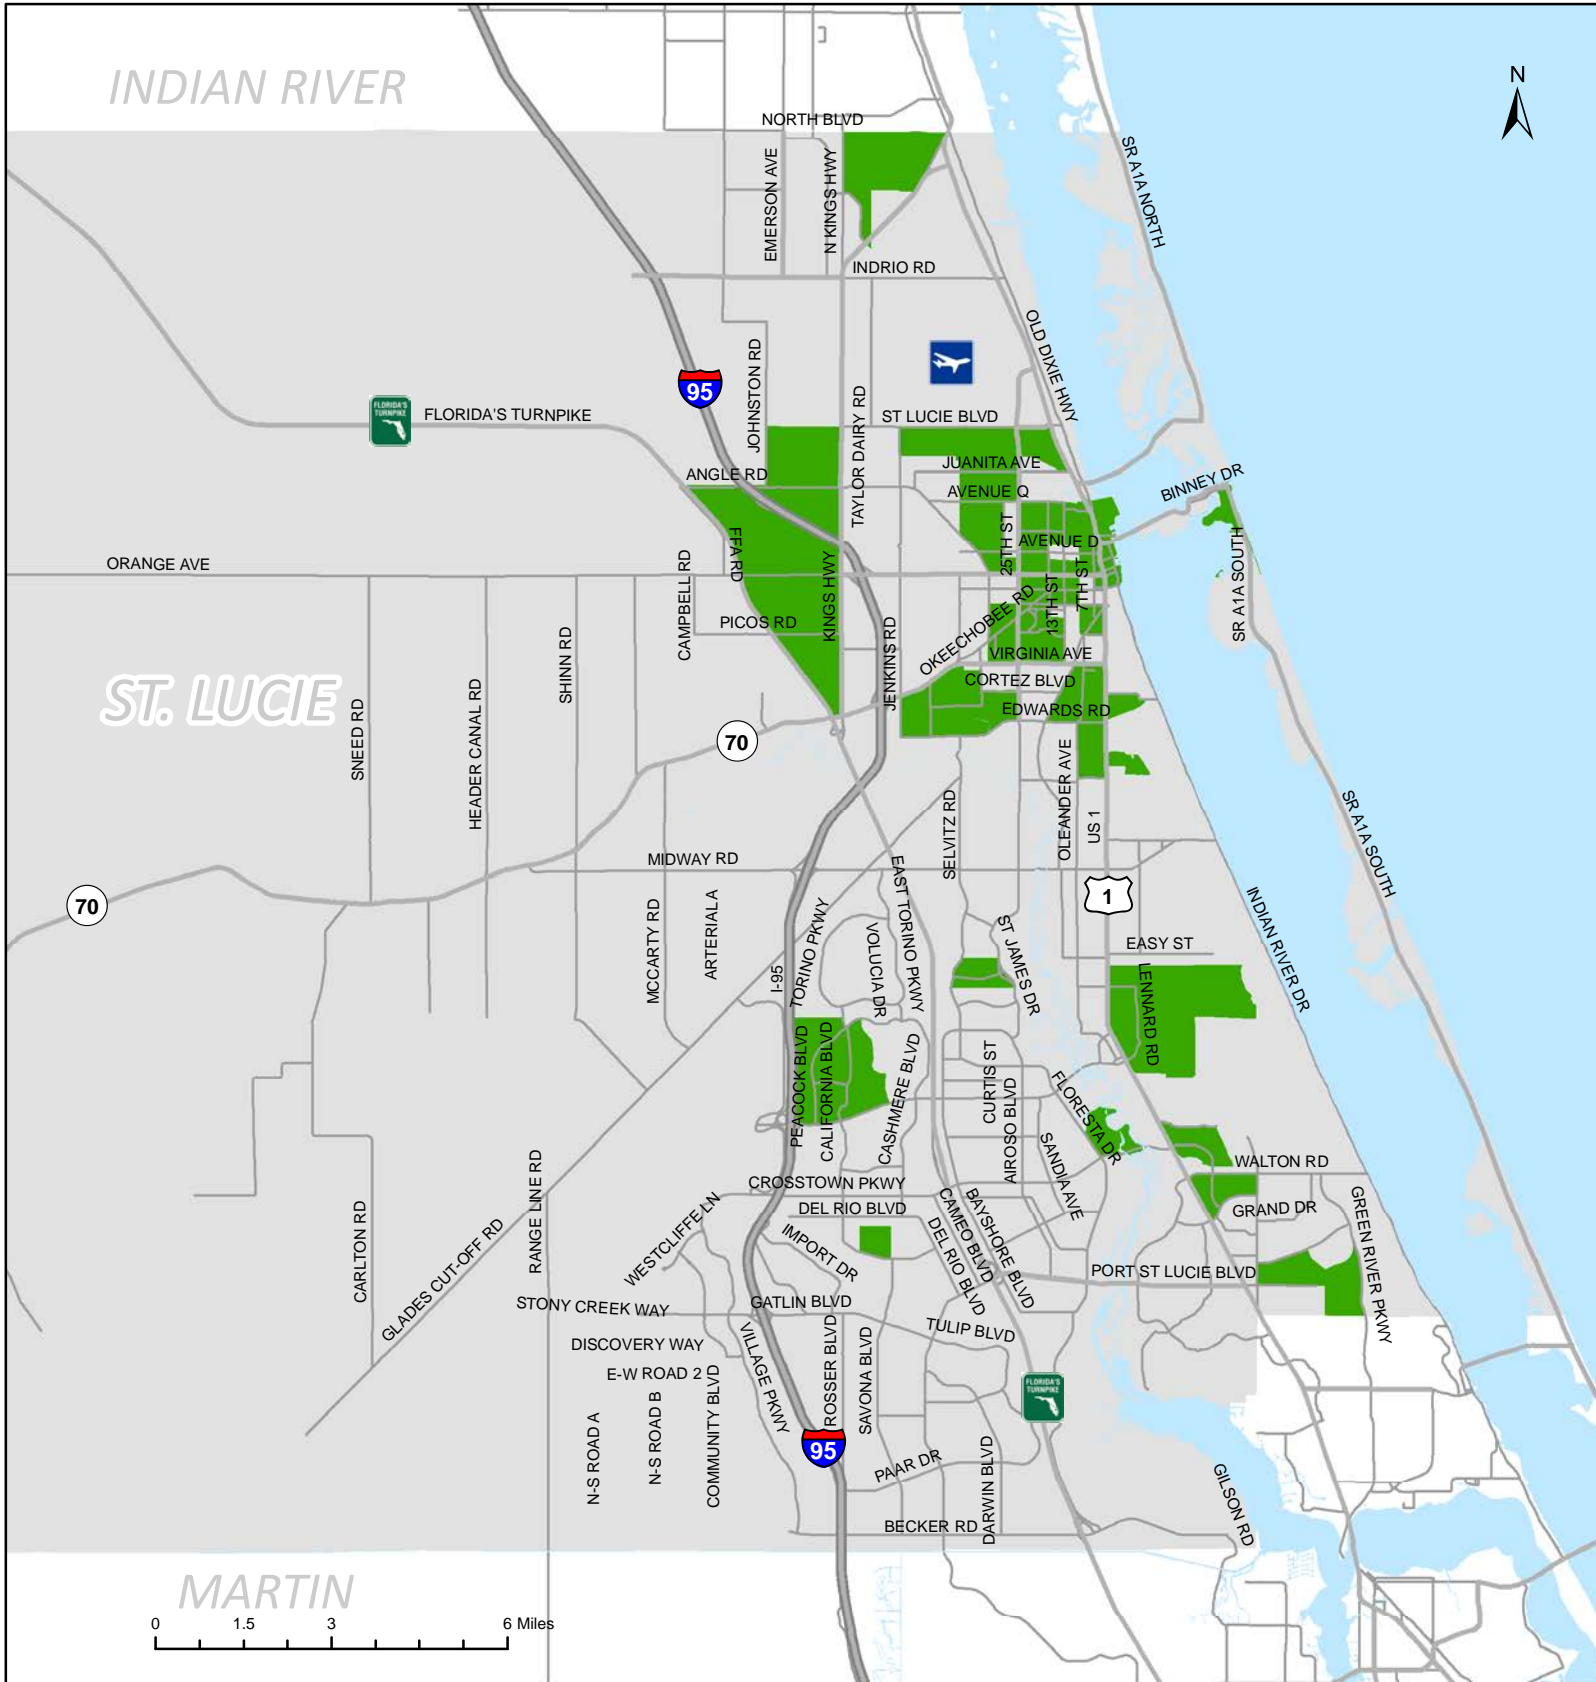 INDIAN RIVER
N
NORTH BLVD
SR A1A NORTH
EMERSON AVE
N KINGS HWY
INDRIO RD
OLD DIXIE HWY
JOHNSTON RD
95
FLORIDA'S
TURNPIKE
FLORIDA'S TURNPIKE
TAYLOR DAIRY RD
ST LUCIE BLVD
JUANITA AVE
ANGLE RD
AVENUE Q
BINNEY DR
25TH ST
AVENUE D
FFA RD
ORANGE AVE
CAMPBELL RD
KINGS HWY
13TH ST
7TH ST
SR A1A SOUTH
PICOS RD
OKEECHOBEE RD
JENKINS RD
VIRGINIA AVE
SHINN RD
CORTEZ BLVD
ST. LUCIE
HEADER CANAL RD
EDWARDS RD
SNEED RD
70
OLEANDER AVE
US 1
SELVITZ RD
SR A1A SOUTH
MIDWAY RD
EAST TORINO PKWY
70
1
INDIAN RIVER DR
MCCARTY RD
ARTERIAL A
TORINO PKWY
VOLUCIA DR
ST JAMES DR
EASY ST
I-95
LENNARD RD
PEACOCK BLVD
CALIFORNIA BLVD
CASHMERE BLVD
CURTIS ST
AIROSO BLVD
FLORESTA DR
SANDIA AVE
WALTON RD
CROSSTOWN PKWY
RANGE LINE RD
WESTCLIFFE LN
DEL RIO BLVD
CAMEO BLVD
BAYSHORE BLVD
GRAND DR
GREEN RIVER PKWY
CARLTON RD
GLADES CUT-OFF RD
IMPORT DR
DEL RIO BLVD
PORT ST LUCIE BLVD
STONY CREEK WAY
GATLIN BLVD
TULIP BLVD
DISCOVERY WAY
VILLAGE PKWY
ROSSER BLVD
SAVONA BLVD
E-W ROAD 2
FLORIDA'S
TURNPIKE
N-S ROAD A
N-S ROAD B
COMMUNITY BLVD
95
PAAR DR
DARWIN BLVD
GILSON RD
BECKER RD
MARTIN
0 1.5 3 6 Miles